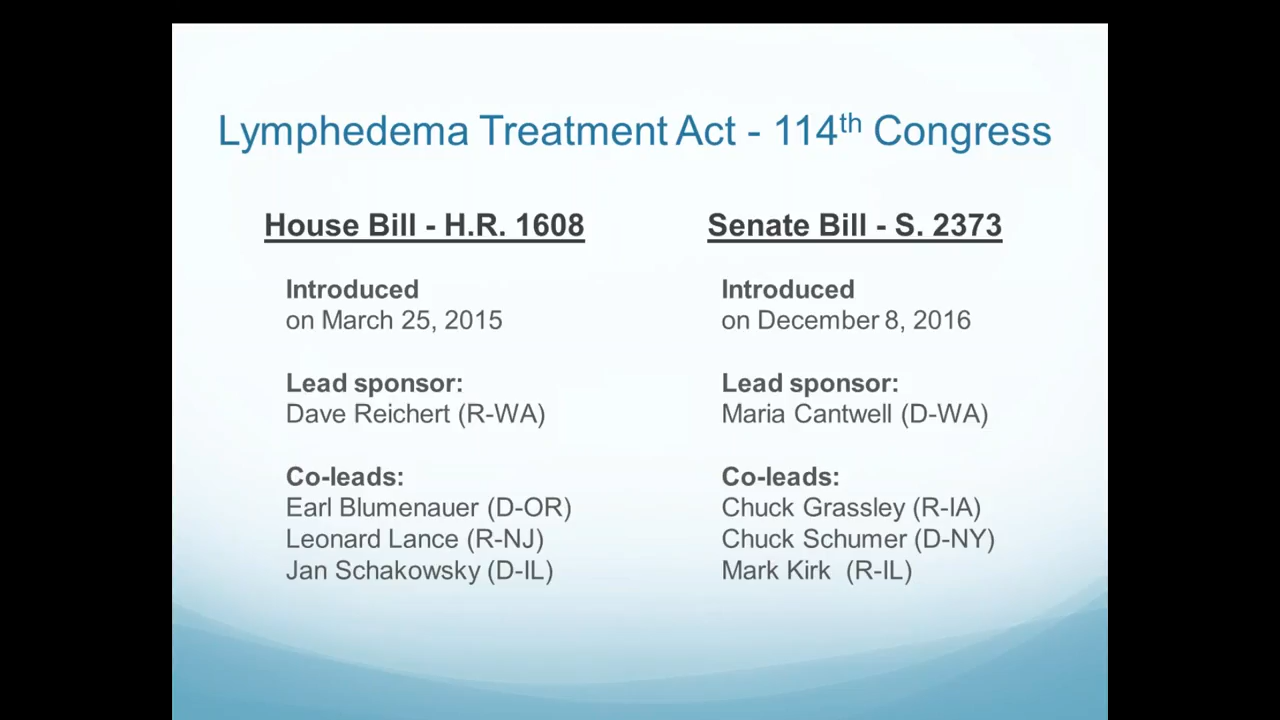 Lymphedema Treatment Act - 114th Congress
House Bill - H.R. 1608
Introduced
on March 25, 2015
Lead sponsor:
Dave Reichert (R-WA)
Co-leads:
Earl Blumenauer (D-OR)
Leonard Lance (R-NJ)
Jan Schakowsky (D-IL)
Senate Bill - S. 2373
Introduced
on December 8, 2016
Lead sponsor:
Maria Cantwell (D-WA)
Co-leads:
Chuck Grassley (R-IA)
Chuck Schumer (D-NY)
Mark Kirk  (R-IL)